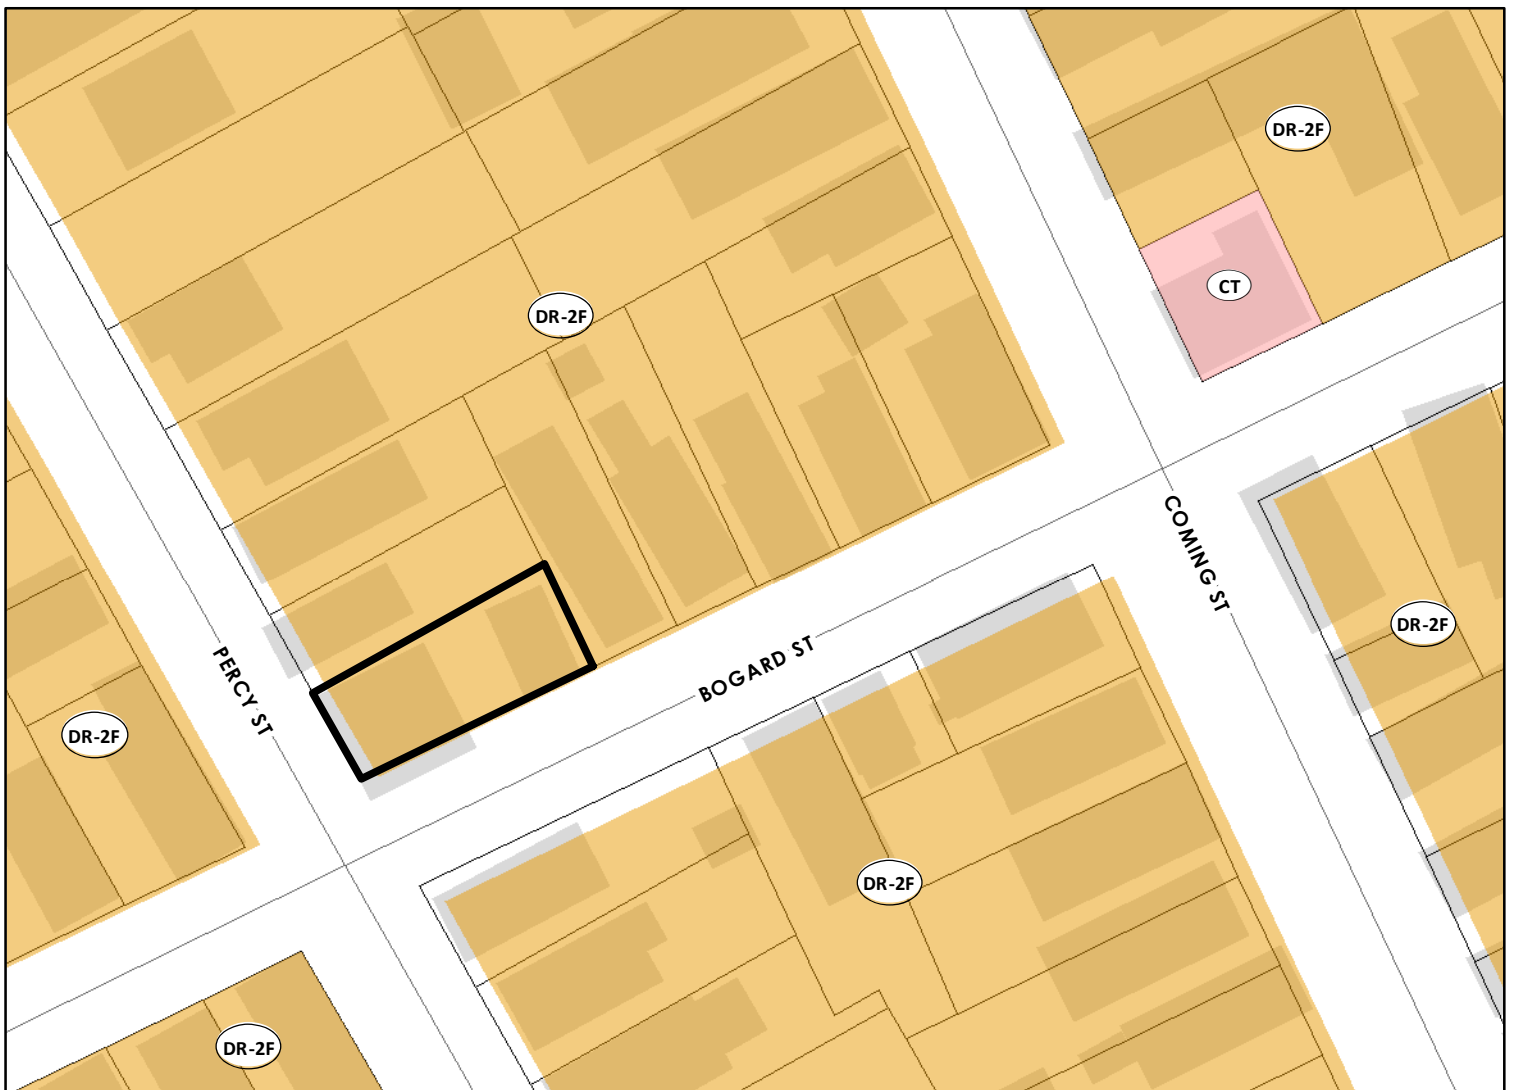 DR-2F
CT
DR-2F
COMING ST
DR-2F
BOGARD ST
PERCY ST
DR-2F
DR-2F
DR-2F